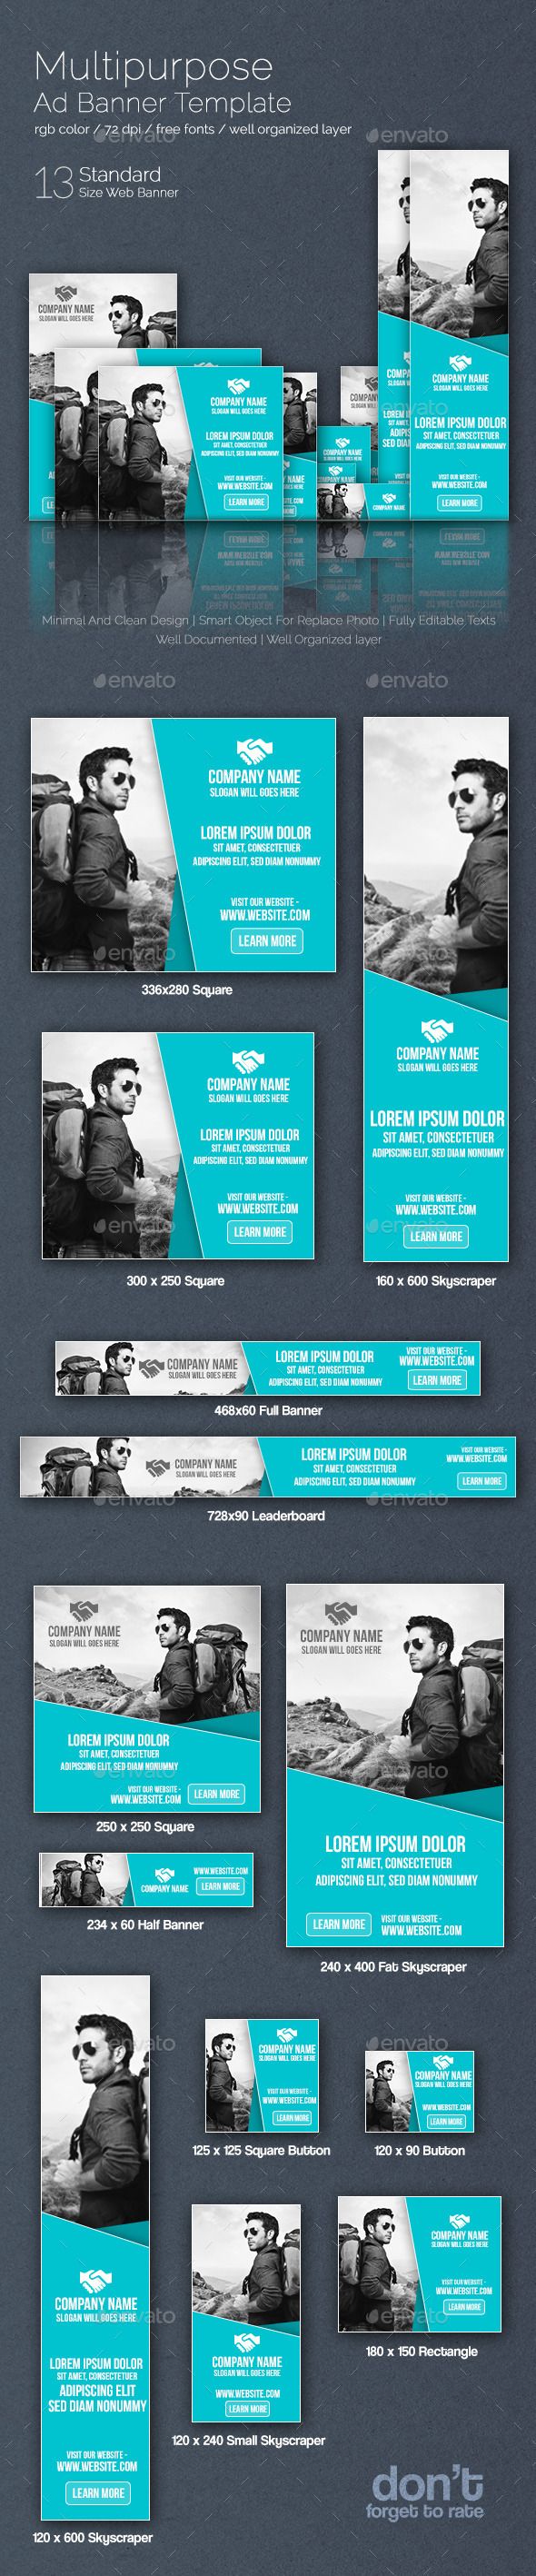 Multipurpose
Ad Banner Template
rgb color / 72 dpi / free fonts / well organized layer
envato
envato
13 Standard
Size Web Banner
COMPANY NAME
SLOGAN WILL GOES HERE
COMPANY NAME
SLOGAN WILL GOES HERE
LOREM IPSUM DOLOR
SIT AMET, CONSECTETUER
ADIPISCING ELIT, SED DIAM NONUMMY
VISIT OUR WEBSITE -
WWW.WEBSITE.COM
LEARN MORE
COMPANY NAME
COMPANY NAME
SLOGAN WILL GOES HERE
LOREM IPSUM DOLOR
SIT AMET, CONSECTETUER
ADIPISCING ELIT, SED DIAM NONUMMY
VISIT OUR WEBSITE -
WWW.WEBSITE.COM
LEARN MORE
Minimal And Clean Design | Smart Object For Replace Photo | Fully Editable Texts
Well Documented | Well Organized layer
envato
envato
COMPANY NAME
SLOGAN WILL GOES HERE
LOREM IPSUM DOLOR
SIT AMET, CONSECTETUER
ADIPISCING ELIT, SED DIAM NONUMMY
VISIT OUR WEBSITE -
WWW.WEBSITE.COM
LEARN MORE
envato
336x280 Square
COMPANY NAME
SLOGAN WILL GOES HERE
LOREM IPSUM DOLOR
SIT AMET, CONSECTETUER
ADIPISCING ELIT, SED DIAM NONUMMY
VISIT OUR WEBSITE -
WWW.WEBSITE.COM
LEARN MORE
envato
300 x 250 Square
COMPANY NAME
SLOGAN WILL GOES HERE
LOREM IPSUM DOLOR
SIT AMET, CONSECTETUER
ADIPISCING ELIT, SED DIAM NONUMMY
VISIT OUR WEBSITE -
WWW.WEBSITE.COM
envato
LEARN MORE
160 x 600 Skyscraper
COMPANY NAME
SLOGAN WILL GOES HERE
LOREM IPSUM DOLOR
SIT AMET, CONSECTETUER
ADIPISCING ELIT, SED DIAM NONUMMY
VISIT OUR WEBSITE -
WWW.WEBSITE.COM
LEARN MORE
468x60 Full Banner
COMPANY NAME
SLOGAN WILL GOES HERE
LOREM IPSUM DOLOR
SIT AMET, CONSECTETUER
ADIPISCING ELIT, SED DIAM NONUMMY
VISIT OUR WEBSITE -
WWW.WEBSITE.COM
LEARN MORE
envato
envato
728x90 Leaderboard
COMPANY NAME
SLOGAN WILL GOES HERE
LOREM IPSUM DOLOR
SIT AMET, CONSECTETUER
ADIPISCING ELIT, SED DIAM NONUMMY
envato
VISIT OUR WEBSITE -
WWW.WEBSITE.COM
LEARN MORE
250 x 250 Square
COMPANY NAME
SLOGAN WILL GOES HERE
envato
LOREM IPSUM DOLOR
SIT AMET, CONSECTETUER
ADIPISCING ELIT, SED DIAM NONUMMY
LEARN MORE
VISIT OUR WEBSITE -
WWW.WEBSITE.COM
240 x 400 Fat Skyscraper
COMPANY NAME
WWW.WEBSITE.COM
LEARN MORE
234 x 60 Half Banner
envato
COMPANY NAME
SLOGAN WILL GOES HERE
envato
LOREM IPSUM DOLOR
SIT AMET, CONSECTETUER
ADIPISCING ELIT
SED DIAM NONUMMY
VISIT OUR WEBSITE -
WWW.WEBSITE.COM
LEARN MORE
120 x 600 Skyscraper
COMPANY NAME
SLOGAN WILL GOES HERE
VISIT OUR WEBSITE -
WWW.WEBSITE.COM
LEARN MORE
125 x 125 Square Button
envato
COMPANY NAME
SLOGAN WILL GOES HERE
WWW.WEBSITE.COM
LEARN MORE
120 x 90 Button
COMPANY NAME
SLOGAN WILL GOES HERE
WWW.WEBSITE.COM
LEARN MORE
120 x 240 Small Skyscraper
COMPANY NAME
SLOGAN WILL GOES HERE
VISIT OUR WEBSITE -
WWW.WEBSITE.COM
LEARN MORE
envato
180 x 150 Rectangle
don't
forget to rate